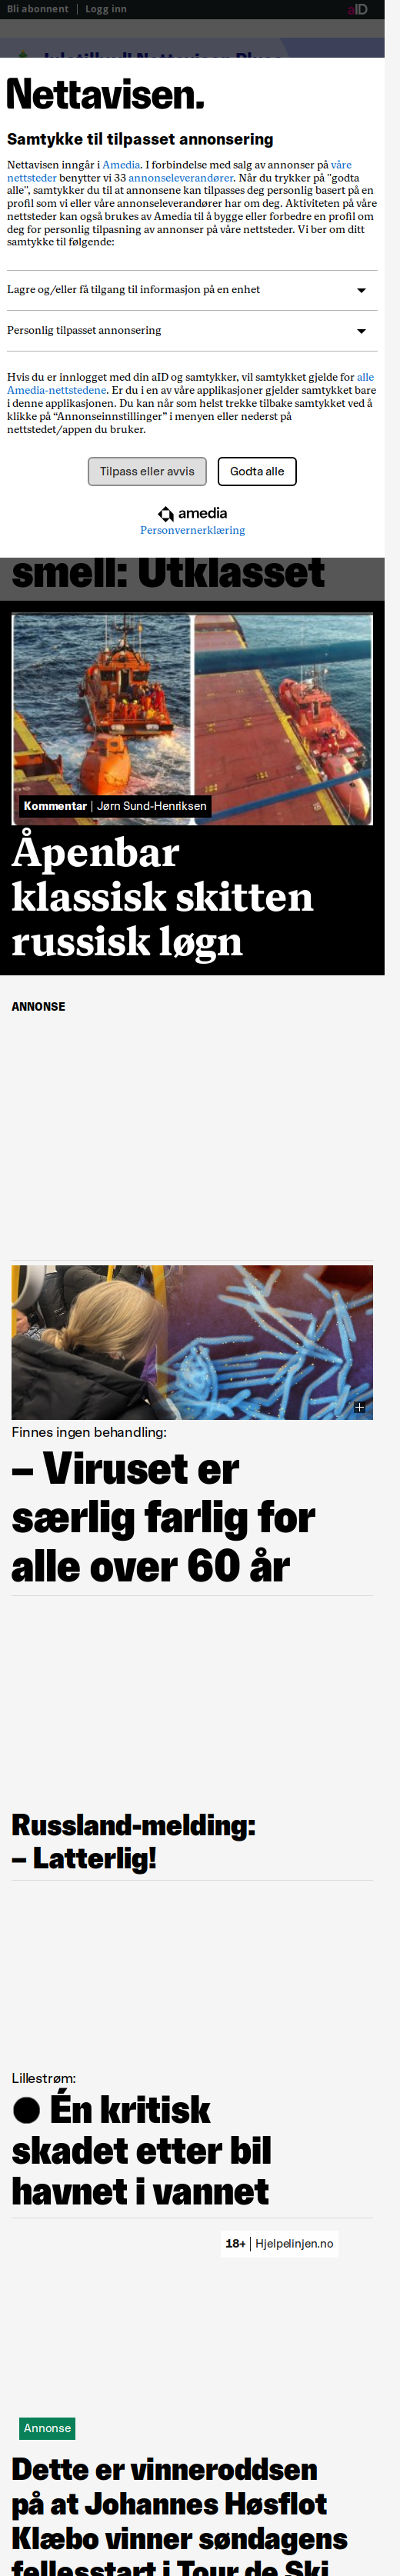 Bli abonnent | Logg inn
aID
Nettavisen.
Samtykke til tilpasset annonsering
Nettavisen inngår i Amedia. I forbindelse med salg av annonser på våre
nettsteder benytter vi 33 annonseleverandører. Når du trykker på "godta
alle", samtykker du til at annonsene kan tilpasses deg personlig basert på en
profil som vi eller våre annonseleverandører har om deg. Aktiviteten på våre
nettsteder kan også brukes av Amedia til å bygge eller forbedre en profil om
deg for personlig tilpasning av annonser på våre nettsteder. Vi ber om ditt
samtykke til følgende:
Lagre og/eller få tilgang til informasjon på en enhet
Personlig tilpasset annonsering
Hvis du er innlogget med din aID og samtykker, vil samtykket gjelde for alle
Amedia-nettstedene. Er du i en av våre applikasjoner gjelder samtykket bare
i denne applikasjonen. Du kan når som helst trekke tilbake samtykket ved å
klikke på “Annonseinnstillinger” i menyen eller nederst på
nettstedet/appen du bruker.
Tilpass eller avvis
Godta alle
amedia
Personvernerklæring
smell: Utklasset
Kommentar | Jørn Sund-Henriksen
Åpenbar
klassisk skitten
russisk løgn
ANNONSE
Finnes ingen behandling:
– Viruset er
særlig farlig for
alle over 60 år
Russland-melding:
– Latterlig!
Lillestrøm:
● Én kritisk
skadet etter bil
havnet i vannet
18+ | Hjelpelinjen.no
Annonse
Dette er vinneroddsen
på at Johannes Høsflot
Klæbo vinner søndagens
fellesstart i Tour de Ski